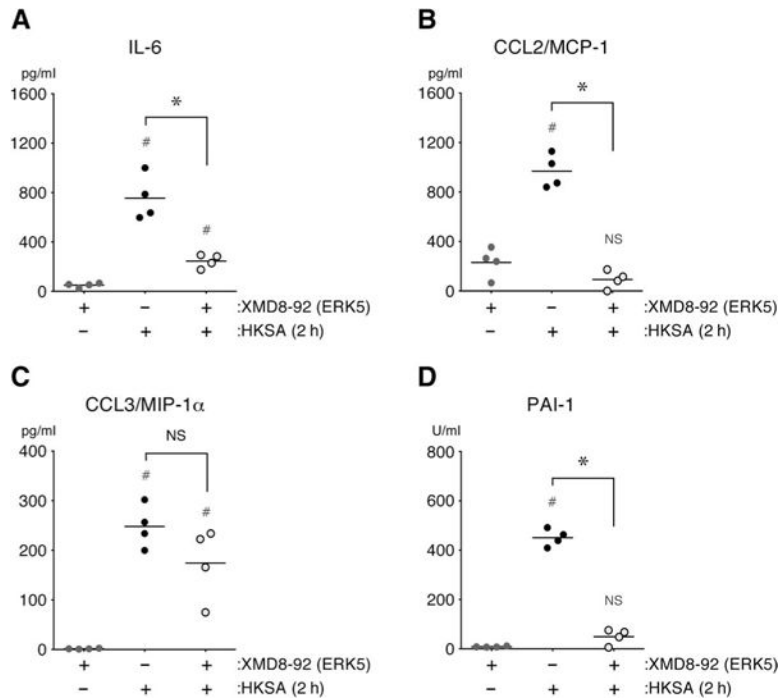 A
IL-6
pg/ml
1600
1200
800
400
0
*
#
#
+ − + :XMD8-92 (ERK5)
− + + :HKSA (2 h)
B
CCL2/MCP-1
pg/ml
1600
1200
800
400
0
*
#
NS
+ − + :XMD8-92 (ERK5)
− + + :HKSA (2 h)
C
CCL3/MIP-1α
pg/ml
400
300
200
100
0
NS
#
#
+ − + :XMD8-92 (ERK5)
− + + :HKSA (2 h)
D
PAI-1
U/ml
800
600
400
200
0
*
#
NS
+ − + :XMD8-92 (ERK5)
− + + :HKSA (2 h)